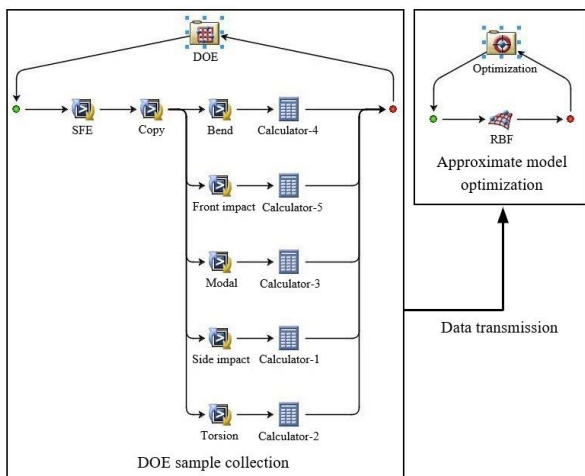 DOE
SFE
Copy
Bend
Calculator-4
Front impact
Calculator-5
Modal
Calculator-3
Side impact
Calculator-1
Torsion
Calculator-2
DOE sample collection
Optimization
RBF
Approximate model
optimization
Data transmission